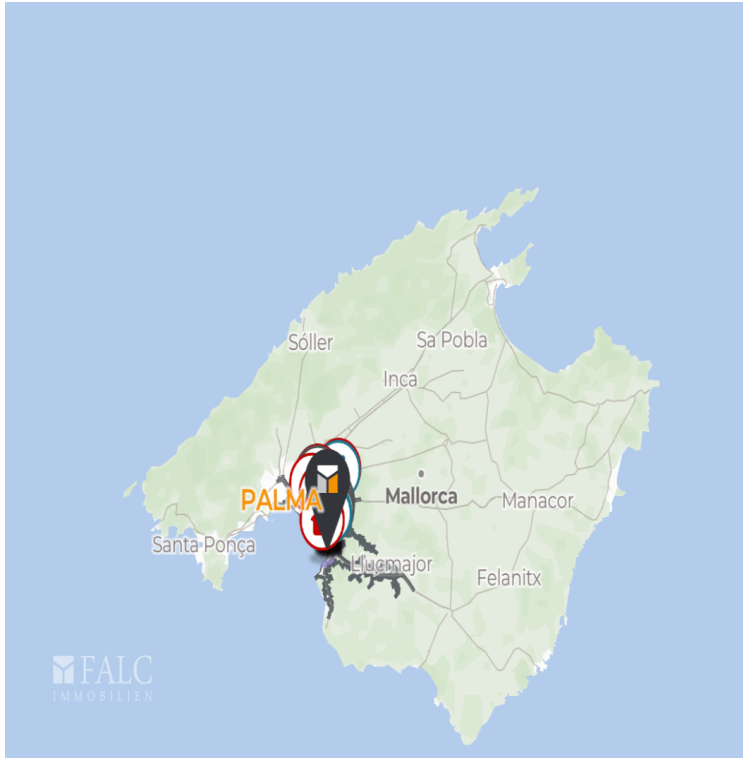 Sóller
Sa Pobla
Inca
Mallorca
PALMA
Manacor
Santa Ponça
Llucmajor
Felanitx
FALC
IMMOBILIEN